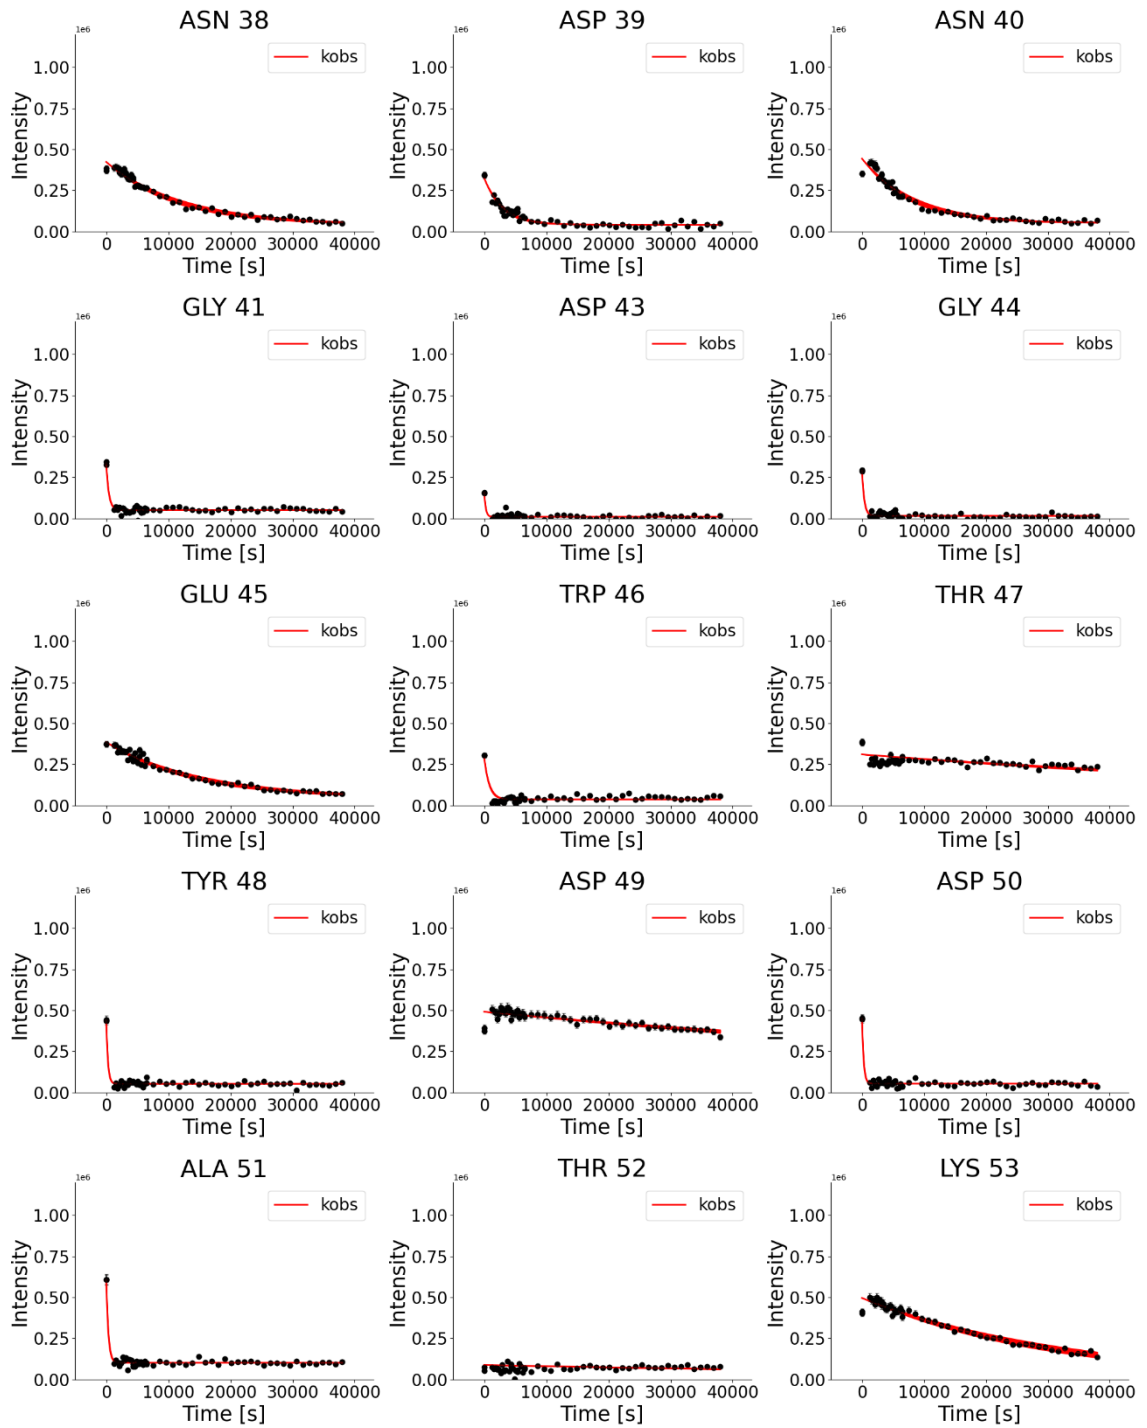 ASN 38 ASP 39 ASN 40
1e6 1e6 1e6
kobs kobs kobs
1.00 1.00 1.00
0.75 0.75 0.75
0.50 0.50 0.50
0.25 0.25 0.25
0.00 0.00 0.00
Intensity Intensity Intensity
0 10000 20000 30000 40000 0 10000 20000 30000 40000 0 10000 20000 30000 40000
Time [s] Time [s] Time [s]
GLY 41 ASP 43 GLY 44
1e6 1e6 1e6
kobs kobs kobs
1.00 1.00 1.00
0.75 0.75 0.75
0.50 0.50 0.50
0.25 0.25 0.25
0.00 0.00 0.00
Intensity Intensity Intensity
0 10000 20000 30000 40000 0 10000 20000 30000 40000 0 10000 20000 30000 40000
Time [s] Time [s] Time [s]
GLU 45 TRP 46 THR 47
1e6 1e6 1e6
kobs kobs kobs
1.00 1.00 1.00
0.75 0.75 0.75
0.50 0.50 0.50
0.25 0.25 0.25
0.00 0.00 0.00
Intensity Intensity Intensity
0 10000 20000 30000 40000 0 10000 20000 30000 40000 0 10000 20000 30000 40000
Time [s] Time [s] Time [s]
TYR 48 ASP 49 ASP 50
1e6 1e6 1e6
kobs kobs kobs
1.00 1.00 1.00
0.75 0.75 0.75
0.50 0.50 0.50
0.25 0.25 0.25
0.00 0.00 0.00
Intensity Intensity Intensity
0 10000 20000 30000 40000 0 10000 20000 30000 40000 0 10000 20000 30000 40000
Time [s] Time [s] Time [s]
ALA 51 THR 52 LYS 53
1e6 1e6 1e6
kobs kobs kobs
1.00 1.00 1.00
0.75 0.75 0.75
0.50 0.50 0.50
0.25 0.25 0.25
0.00 0.00 0.00
Intensity Intensity Intensity
0 10000 20000 30000 40000 0 10000 20000 30000 40000 0 10000 20000 30000 40000
Time [s] Time [s] Time [s]